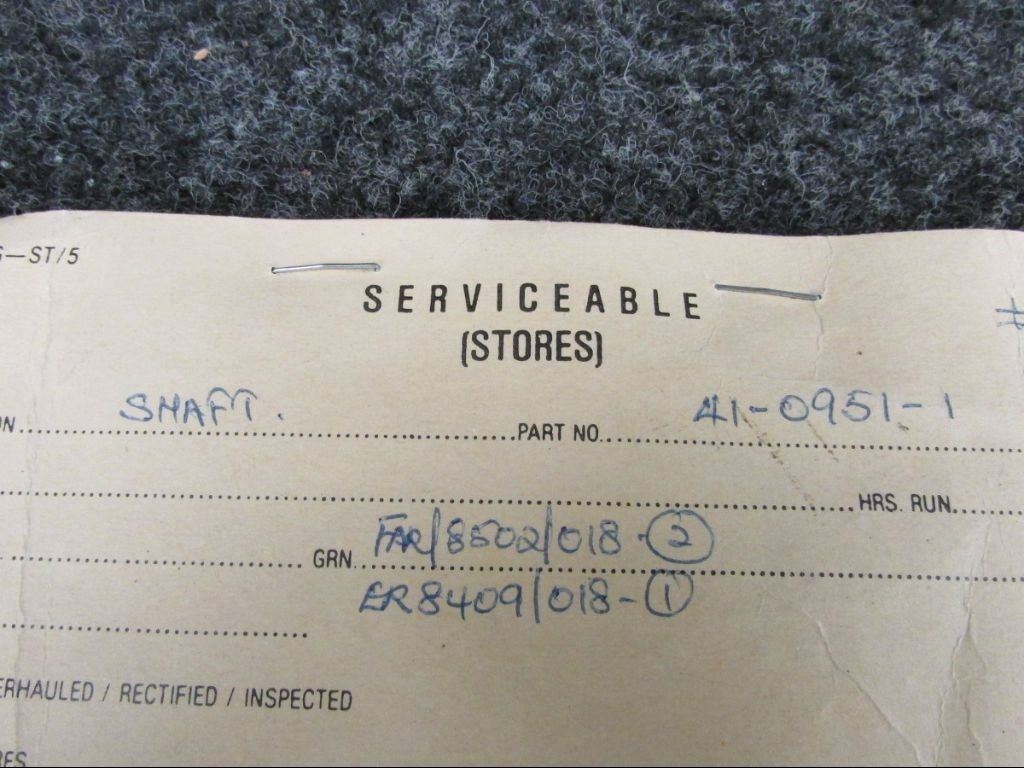 —ST/5
SERVICEABLE
(STORES)
SHAFT. PART NO. 41-0951-1
HRS. RUN
GRN. FAR/8502/018-②
ER8409/018-①
ERHAULED / RECTIFIED / INSPECTED